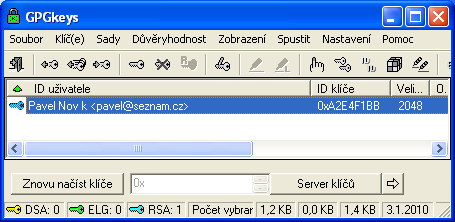 GPGkeys
Soubor Klíč(e) Sady Důvěryhodnost Zobrazení Spustit Nastavení Pomoc
ID uživatele ID klíče Veli... O.
Pavel Nov k <pavel@seznam.cz> 0xA2E4F1BB 2048
Znovu načíst klíče 0x Server klíčů
DSA: 0 ELG: 0 RSA: 1 Počet vybrar 1,2 KB 0,0 KB 1,4 KB 3.1.2010